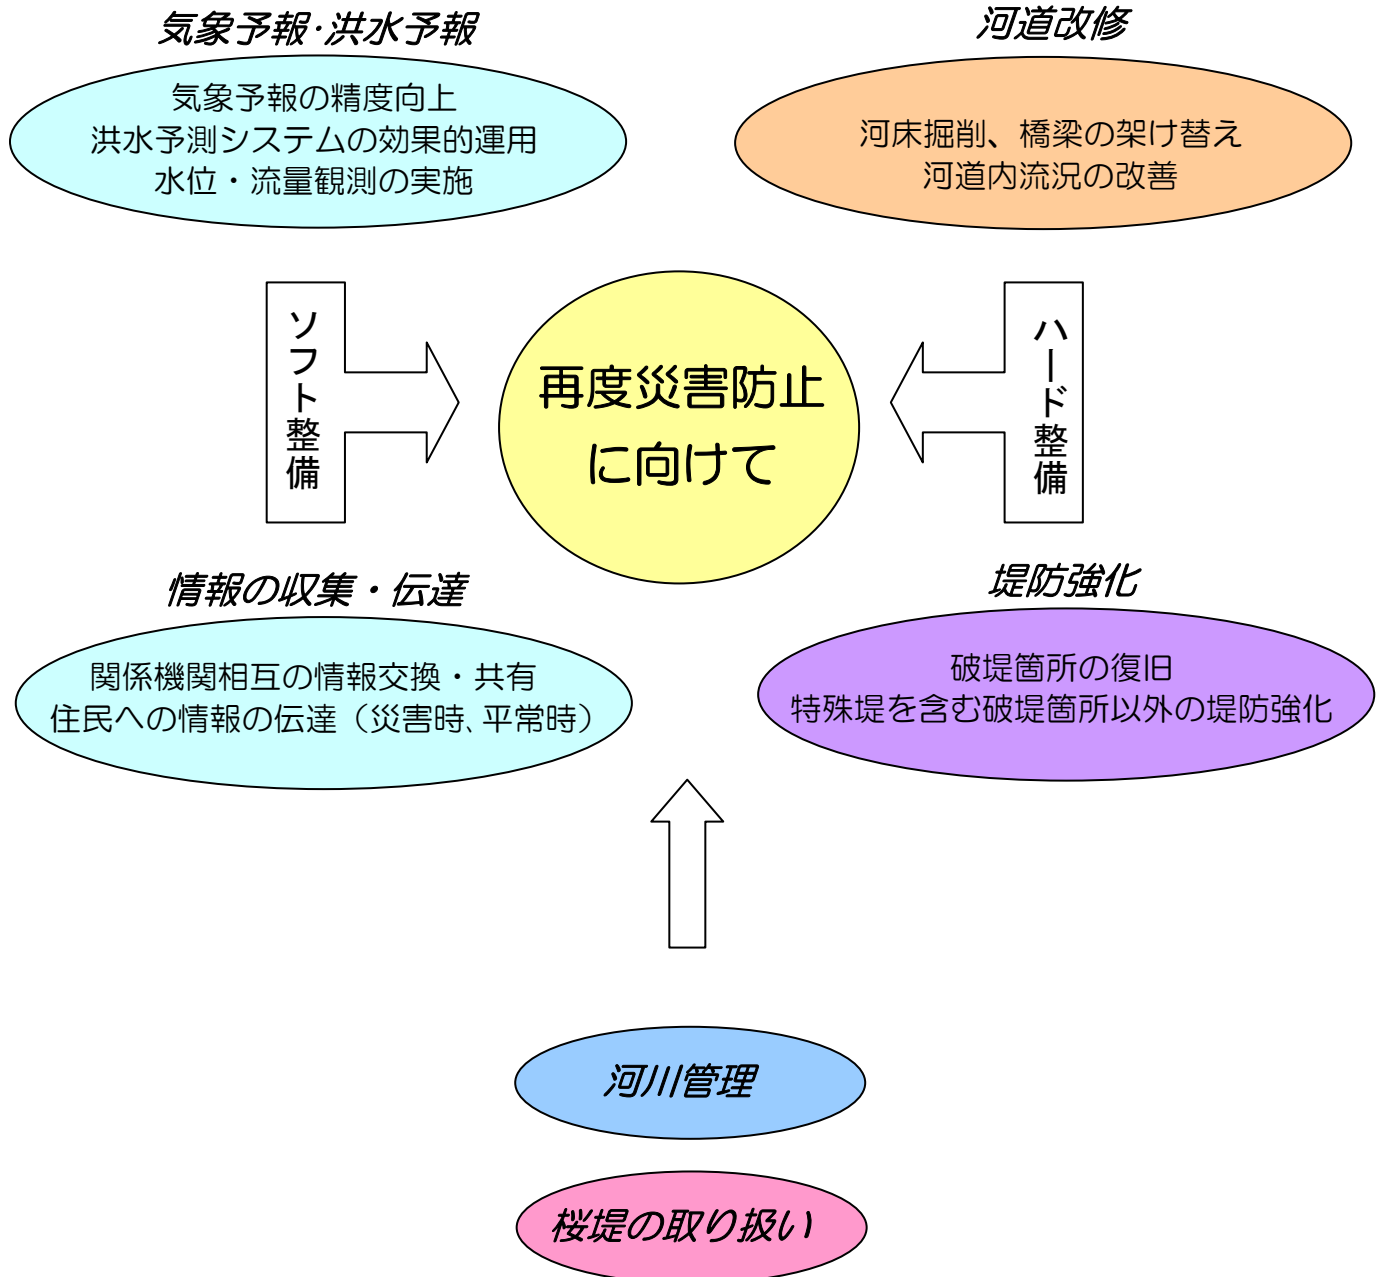 気象予報・洪水予報
気象予報の精度向上
洪水予測システムの効果的運用
水位・流量観測の実施
河道改修
河床掘削、橋梁の架け替え
河道内流況の改善
ソフト整備
再度災害防止
に向けて
ハード整備
情報の収集・伝達
関係機関相互の情報交換・共有
住民への情報の伝達（災害時、平常時）
堤防強化
破堤箇所の復旧
特殊堤を含む破堤箇所以外の堤防強化
河川管理
桜堤の取り扱い